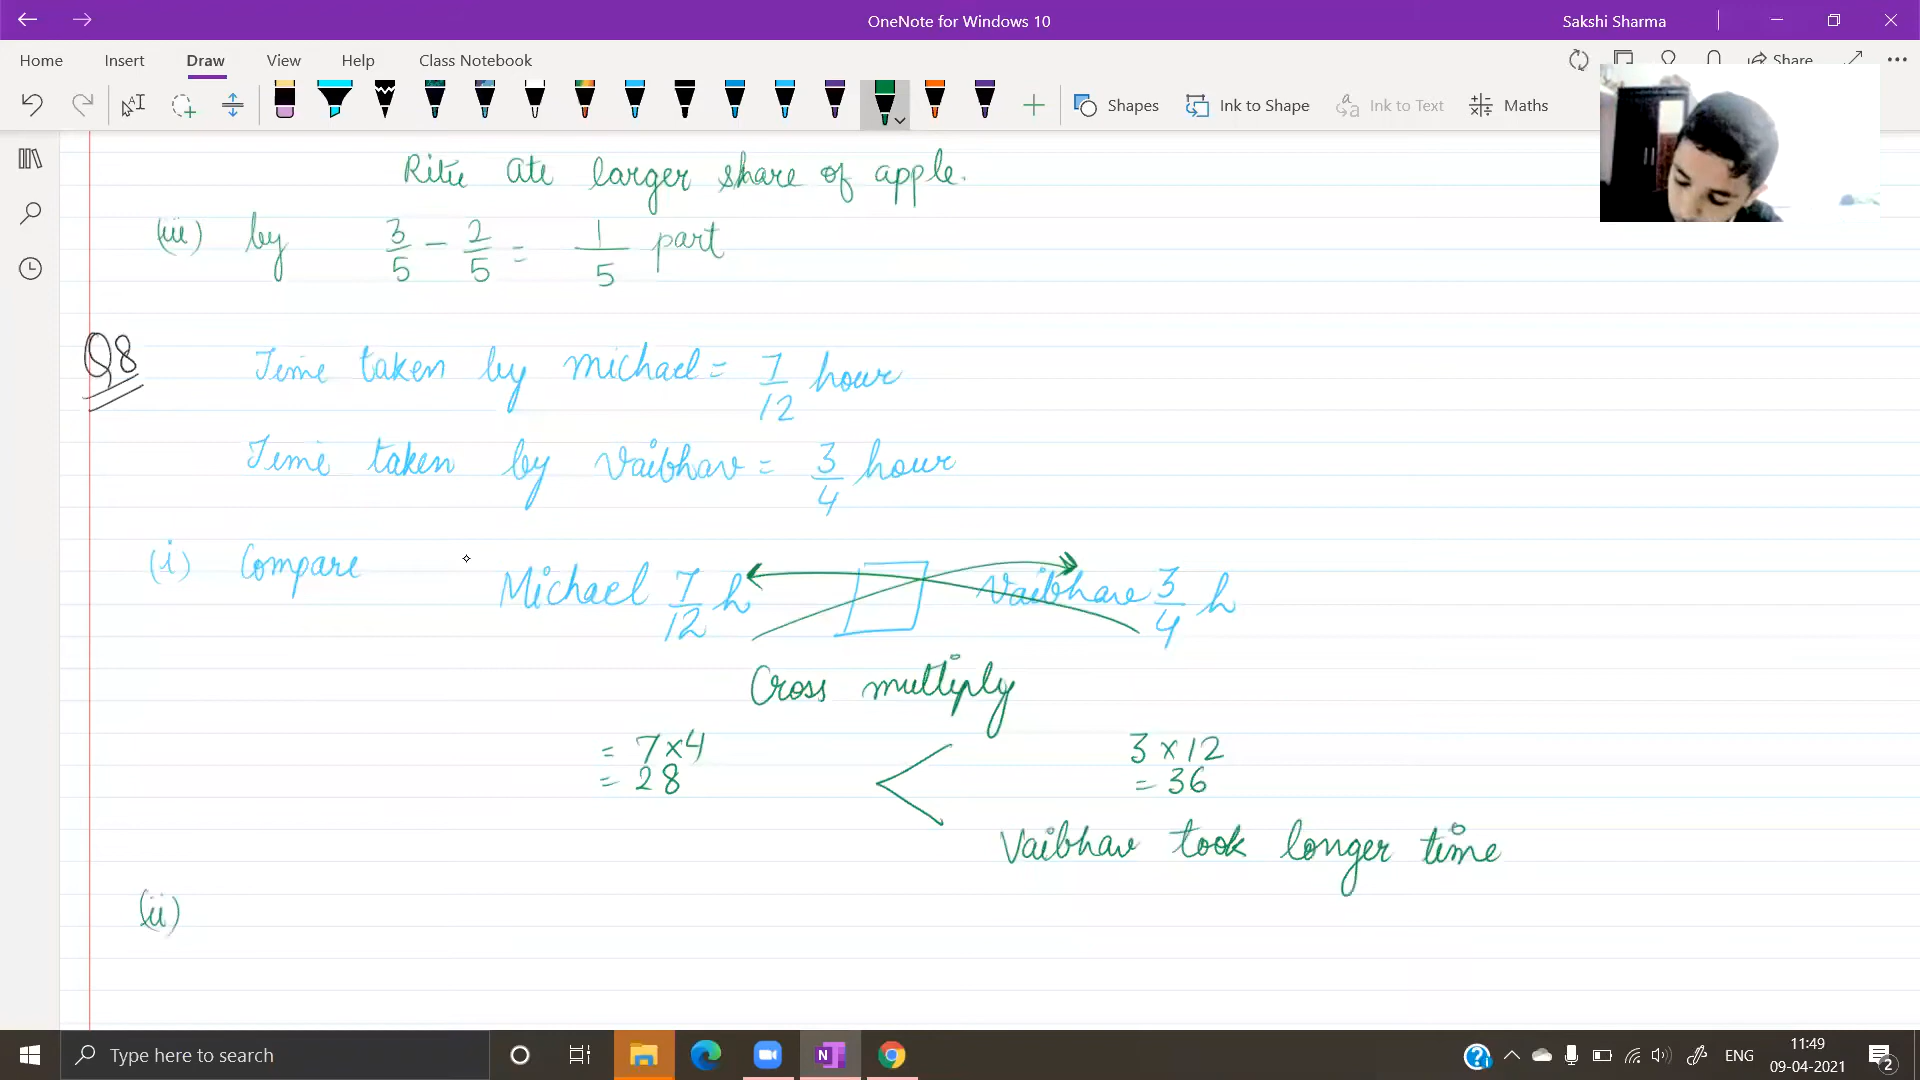 OneNote for Windows 10
Sakshi Sharma
Home Insert Draw View Help Class Notebook
Share
Shapes Ink to Shape Ink to Text Maths
Ritu ate larger share of apple.
(iii) by 3/5 - 2/5 = 1/5 part
Q8 Time taken by michael = 7/12 hour
Time taken by Vaibhav = 3/4 hour
(i) Compare Michael 7/12 h Vaibhav 3/4 h
Cross multiply
= 7×4 3×12
= 28 < = 36
Vaibhav took longer time
(ii)
Type here to search
ENG
11:49
09-04-2021
2